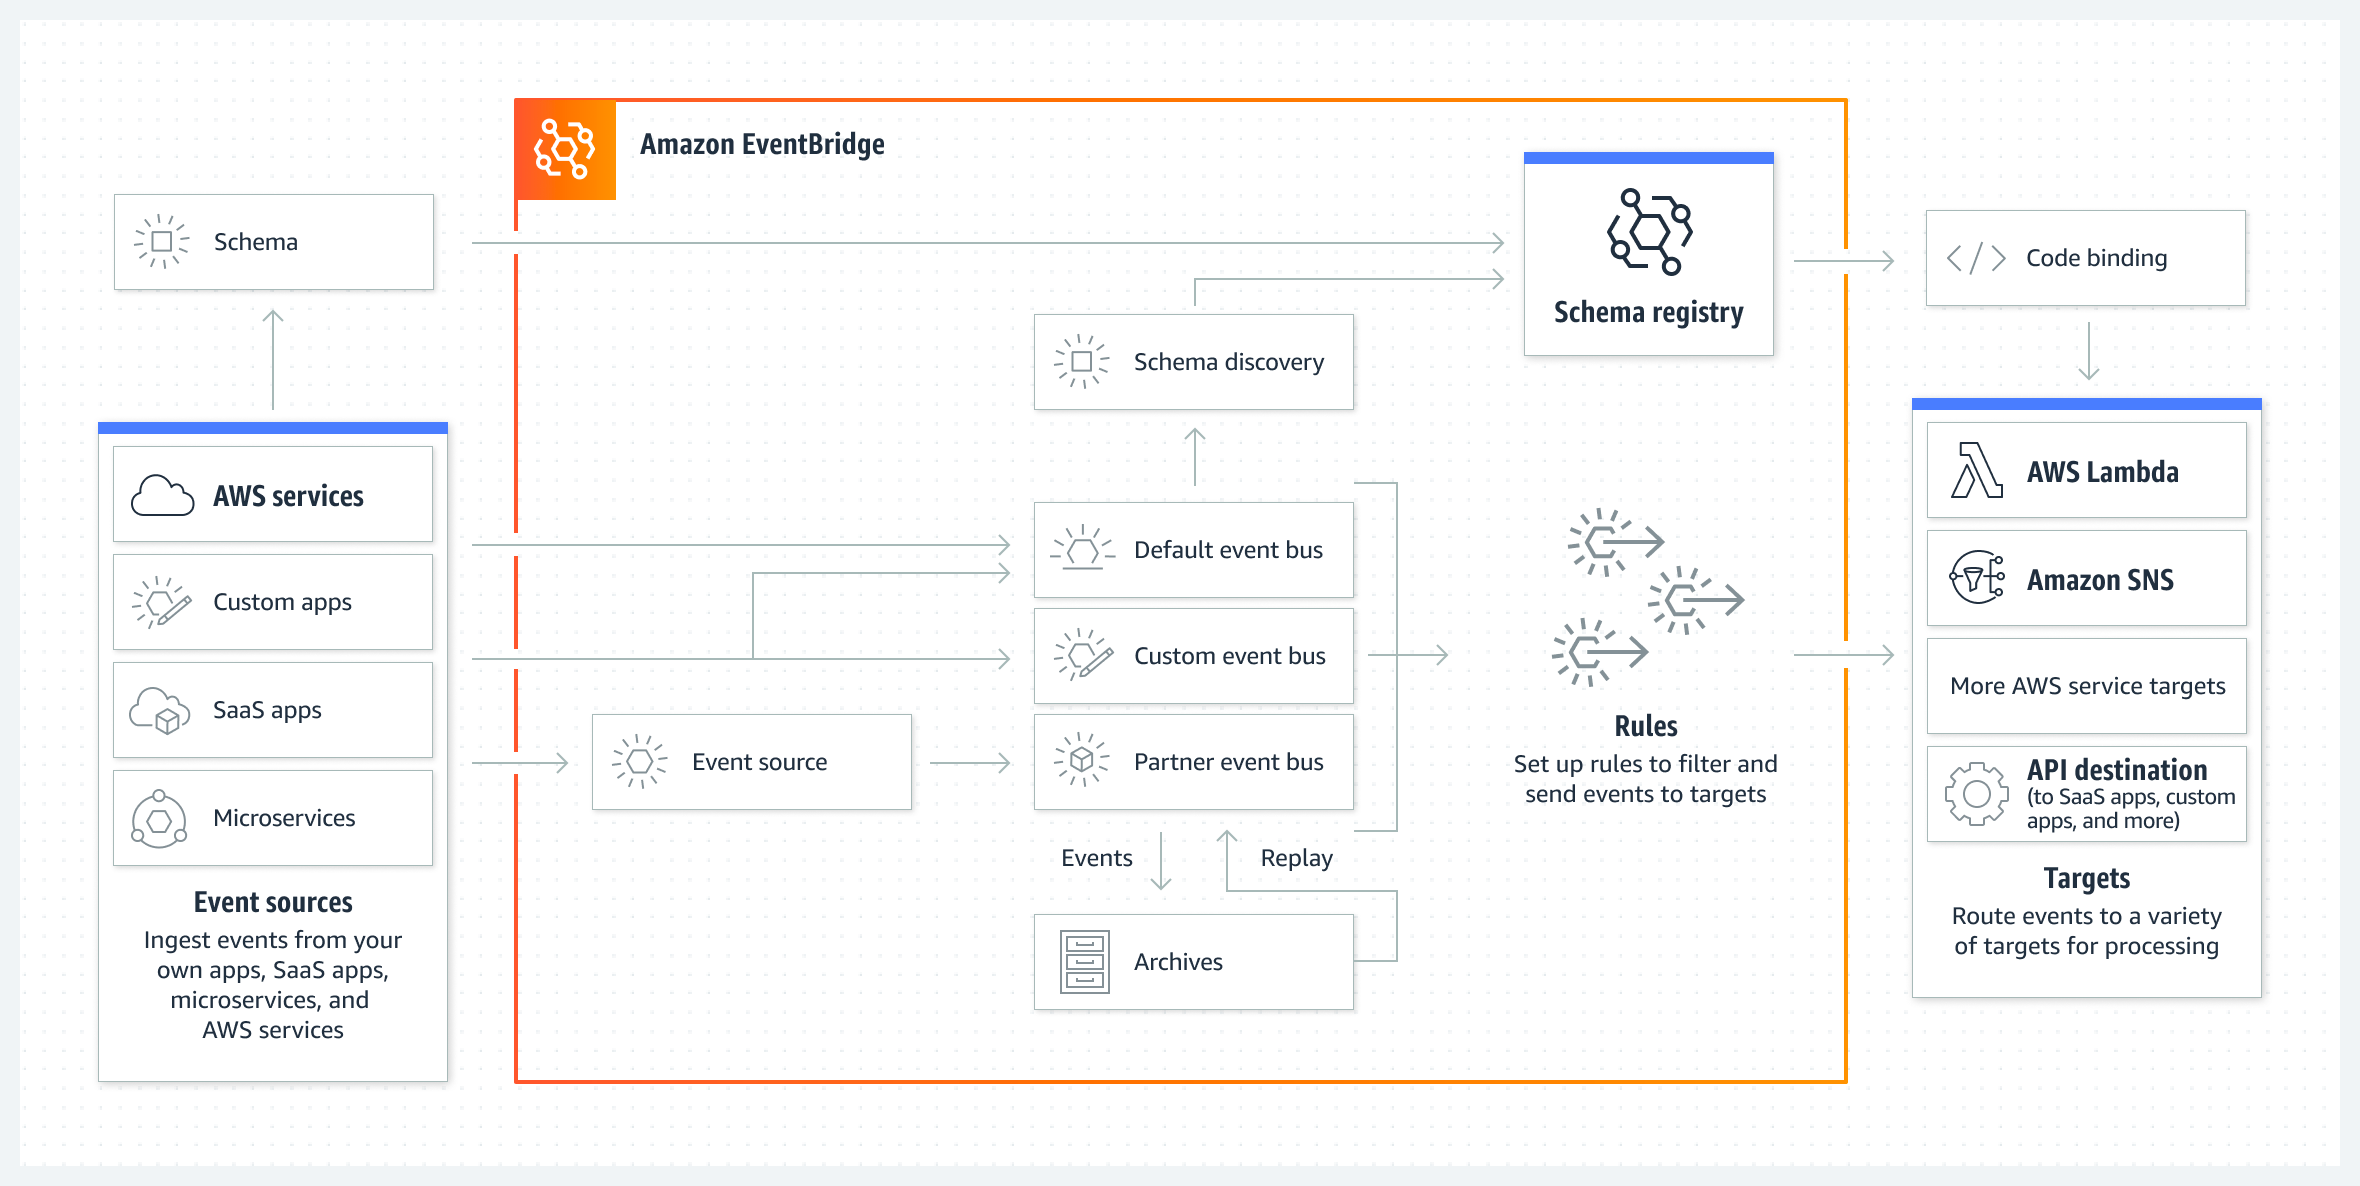 Amazon EventBridge
Schema
AWS services
Custom apps
SaaS apps
Microservices
Event sources
Ingest events from your
own apps, SaaS apps,
microservices, and
AWS services
Event source
Schema discovery
Default event bus
Custom event bus
Partner event bus
Events
Replay
Archives
Schema registry
Rules
Set up rules to filter and
send events to targets
Code binding
AWS Lambda
Amazon SNS
More AWS service targets
API destination
(to SaaS apps, custom
apps, and more)
Targets
Route events to a variety
of targets for processing